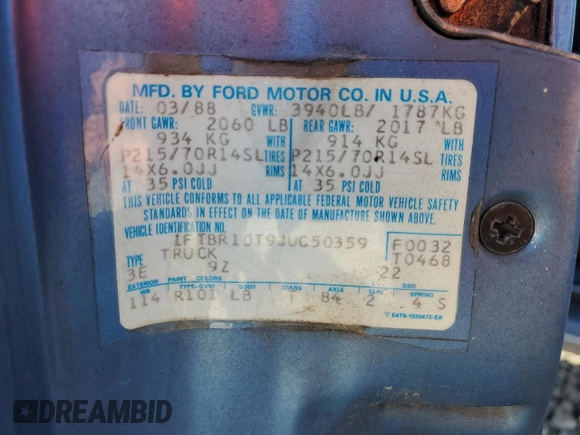 MFD. BY FORD MOTOR CO. IN U.S.A.
DATE: 03/88 GVWR: 3940LB/ 1787KG
FRONT GAWR: 2060 LB REAR GAWR: 2017 LB
934 KG WITH 914 KG WITH
P215/70R14SL TIRES P215/70R14SL TIRES
14X6.0JJ RIMS 14X6.0JJ RIMS
AT 35 PSI COLD AT 35 PSI COLD
THIS VEHICLE CONFORMS TO ALL APPLICABLE FEDERAL MOTOR VEHICLE SAFETY
STANDARDS IN EFFECT ON THE DATE OF MANUFACTURE SHOWN ABOVE.
VEHICLE IDENTIFICATION NO.
1FTBR10T9JUC50359 F0032
TYPE TRUCK T0468
3E 9Z 22
EXTERIOR PAINT COLORS DSO
WB TYPE-GVW BODY TRANS AXLE TAPE SPRING
114 R101 LB 84 2 4 S
E4TA-1520472-EA
DREAMBID